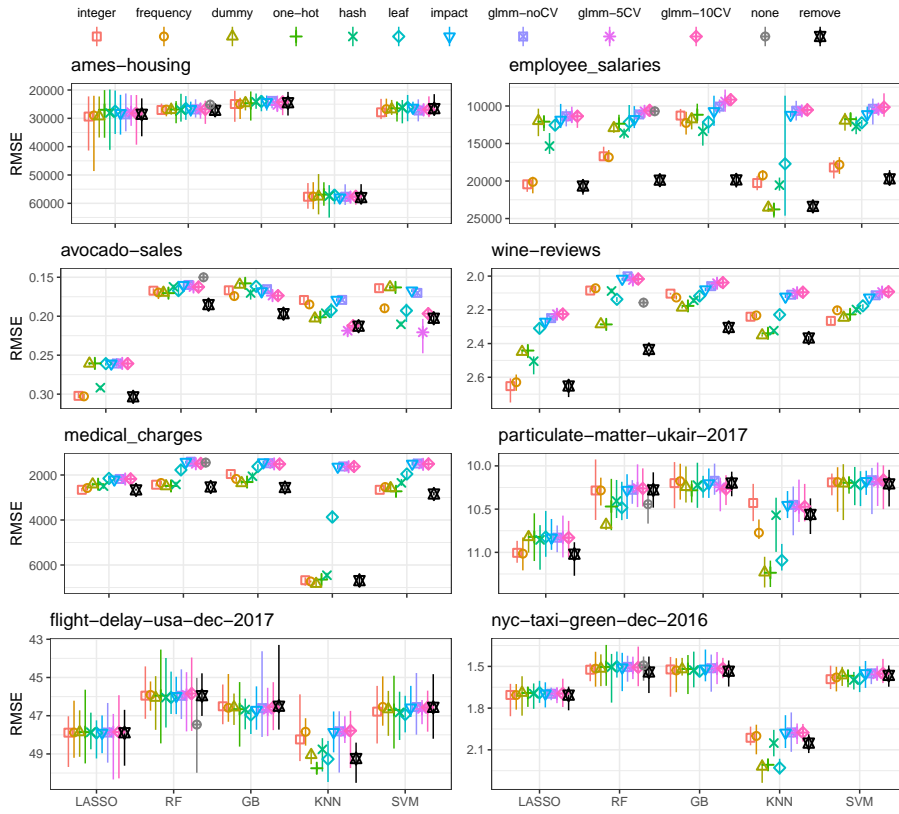 integer frequency dummy one−hot hash leaf impact glmm−noCV glmm−5CV glmm−10CV none remove
ames−housing employee_salaries
20000
30000
50000
60000
RMSE
10000
15000
20000
25000
avocado−sales wine−reviews
0.15
0.20
0.25
0.30
RMSE
2.0
2.2
2.4
2.6
medical_charges particulate−matter−ukair−2017
2000
4000
6000
RMSE
10.0
10.5
11.0
flight−delay−usa−dec−2017 nyc−taxi−green−dec−2016
43
45
47
49
RMSE
1.5
1.8
2.1
LASSO RF GB KNN SVM LASSO RF GB KNN SVM